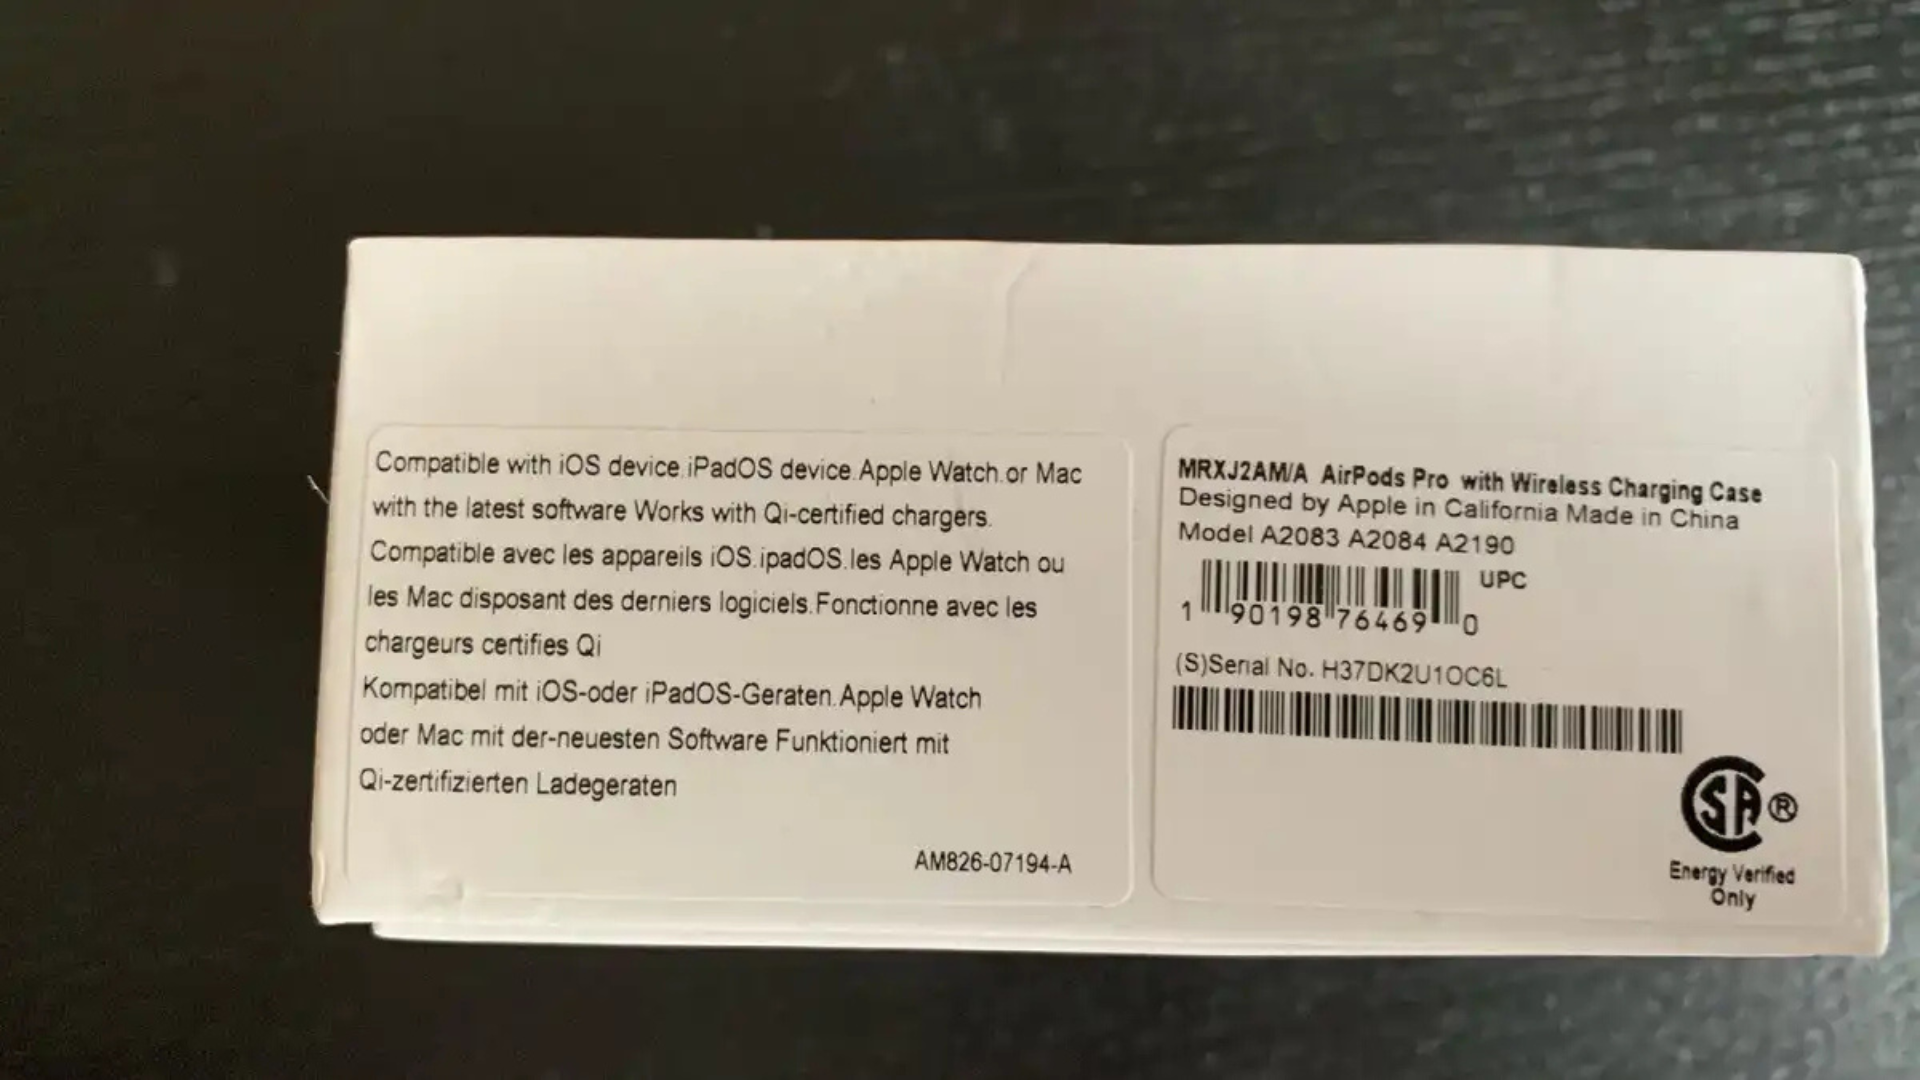 Compatible with iOS device.iPadOS device.Apple Watch.or Mac
with the latest software Works with Qi-certified chargers.
Compatible avec les appareils iOS.ipadOS.les Apple Watch ou
les Mac disposant des derniers logiciels.Fonctionne avec les
chargeurs certifies Qi
Kompatibel mit iOS-oder iPadOS-Geraten.Apple Watch
oder Mac mit der-neuesten Software Funktioniert mit
Qi-zertifizierten Ladegeraten
AM826-07194-A
MRXJ2AM/A AirPods Pro with Wireless Charging Case
Designed by Apple in California Made in China
Model A2083 A2084 A2190
UPC
1 90198 76469 0
(S)Serial No. H37DK2U1OC6L
SA ®
Energy Verified
Only